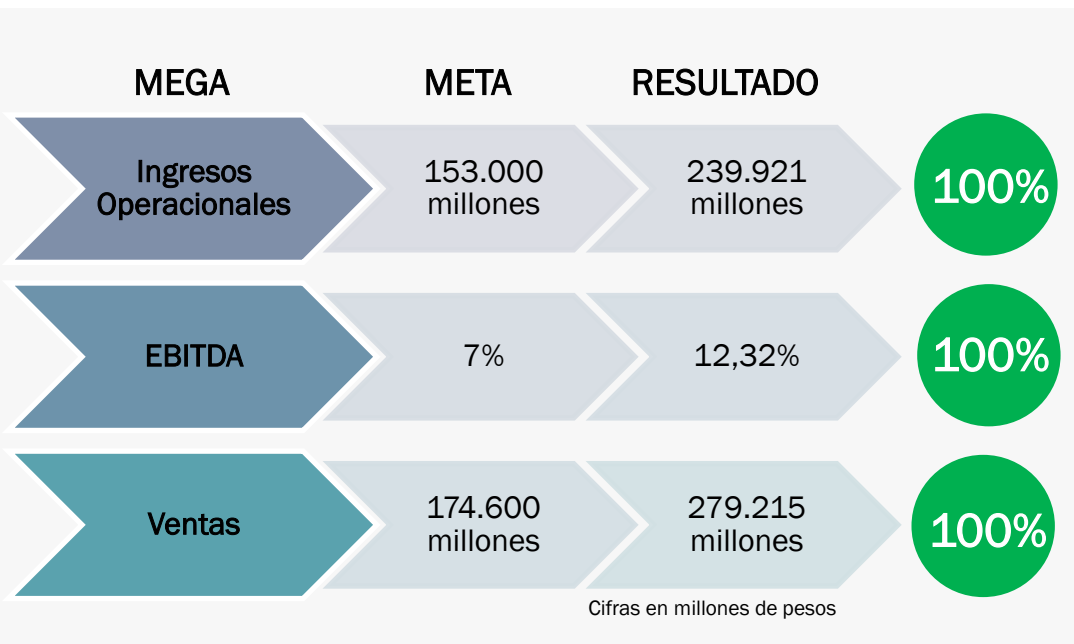 MEGA
META
RESULTADO
Ingresos
Operacionales
153.000
millones
239.921
millones
100%
EBITDA
7%
12,32%
100%
Ventas
174.600
millones
279.215
millones
100%
Cifras en millones de pesos